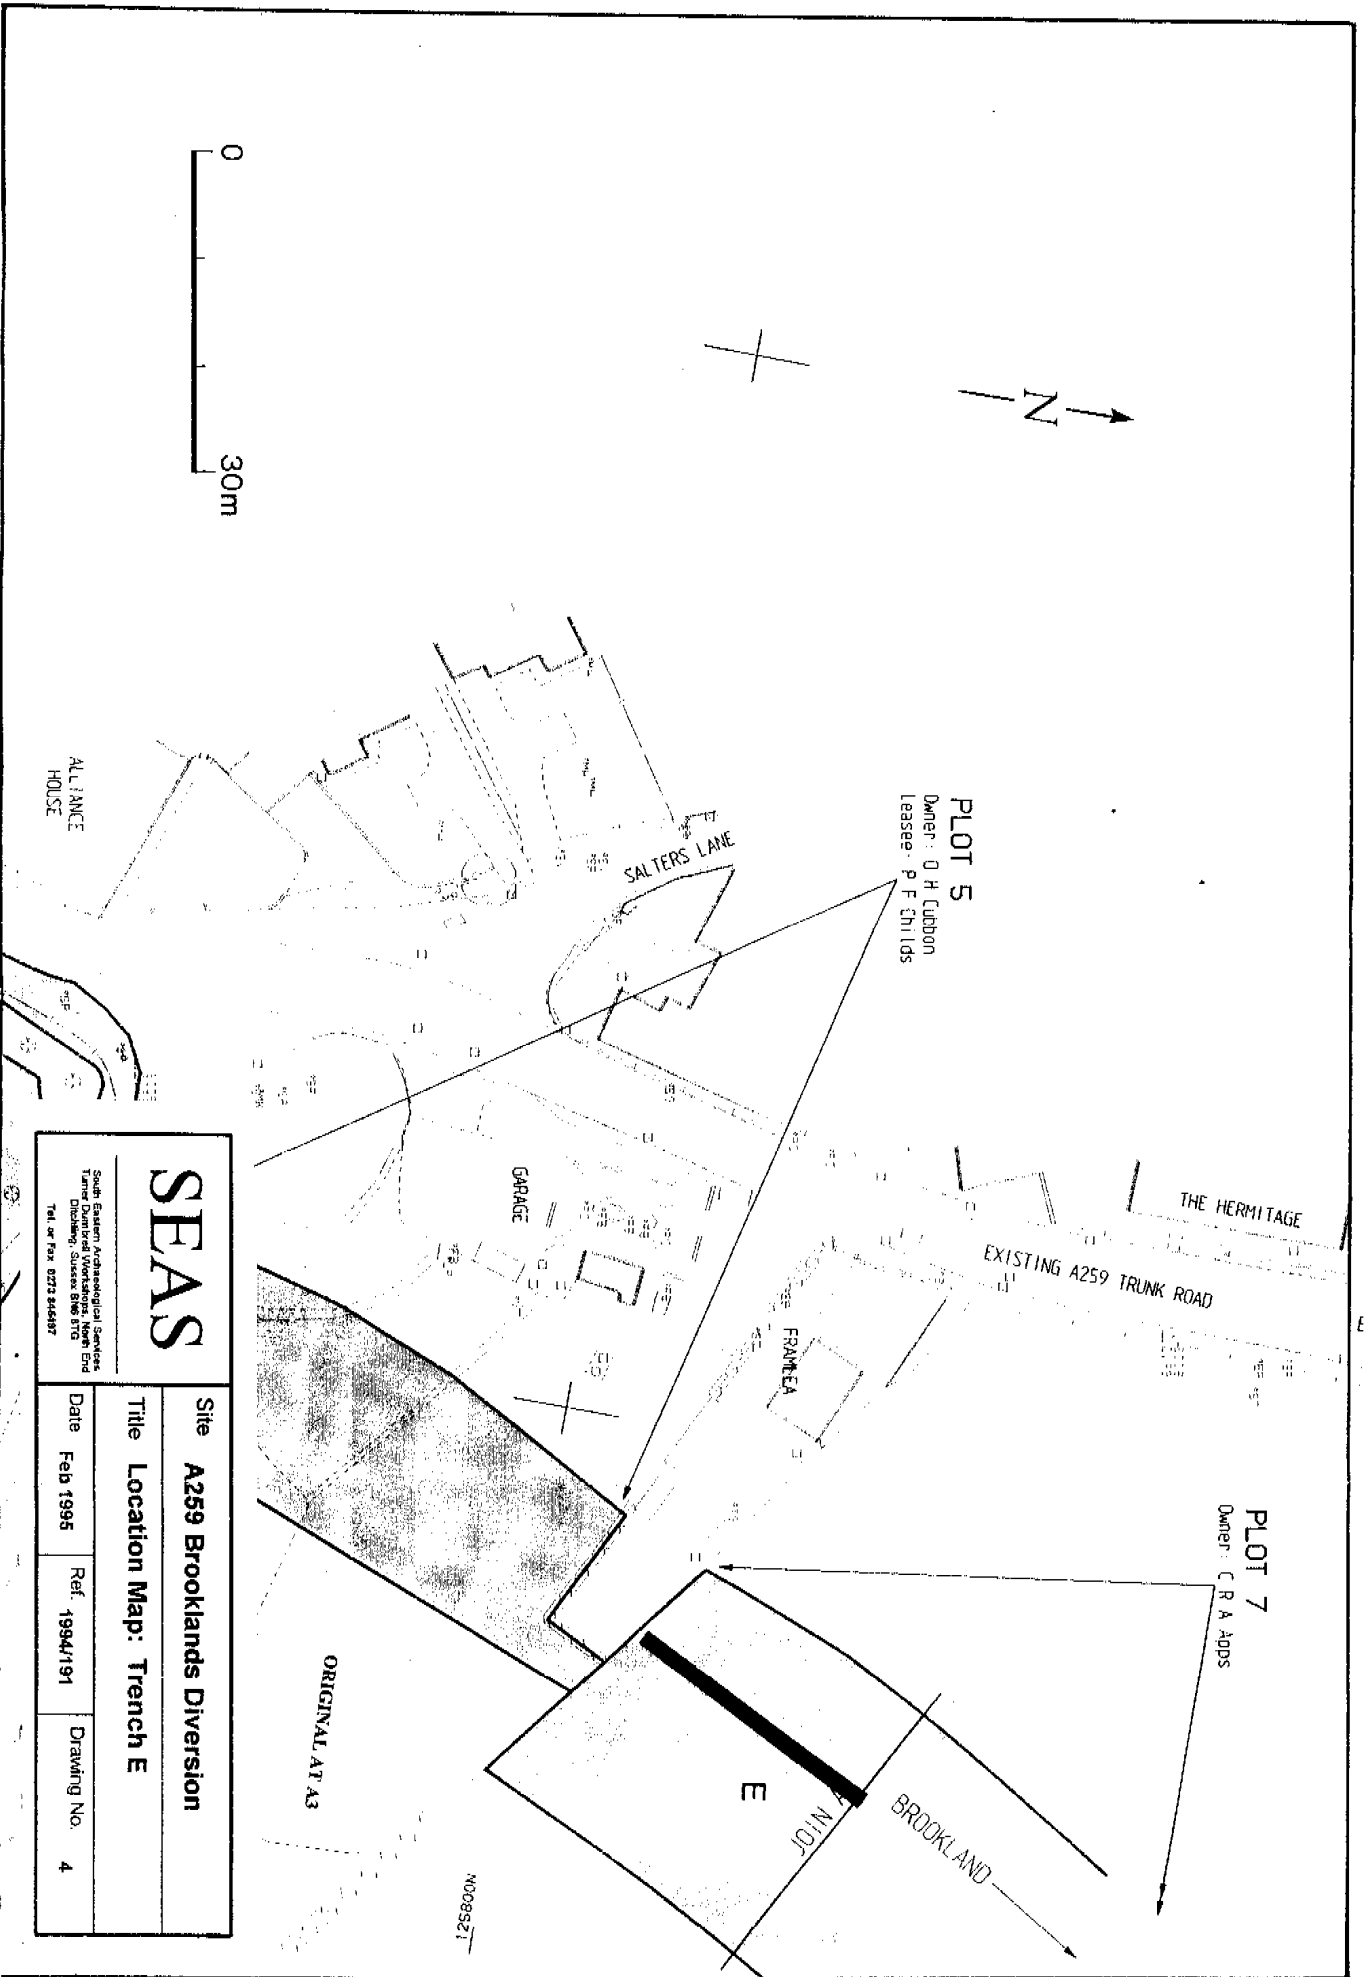 0
30m
N
PLOT 5
Owner: O H Cubbon
Leasee: P F Childs
SALTERS LANE
ALLIANCE
HOUSE
GARAGE
FRAMLEA
THE HERMITAGE
EXISTING A259 TRUNK ROAD
PLOT 7
Owner: C R A Apps
E
JOIN A
BROOKLAND
125800N
ORIGINAL AT A3
SEAS
South Eastern Archaeological Services
Turner Dumbrell Workshops, North End
Ditchling, Sussex BN6 8TG
Tel. or Fax 0273 845497
Site A259 Brooklands Diversion
Title Location Map: Trench E
Date Feb 1995 Ref. 1994/191 Drawing No. 4